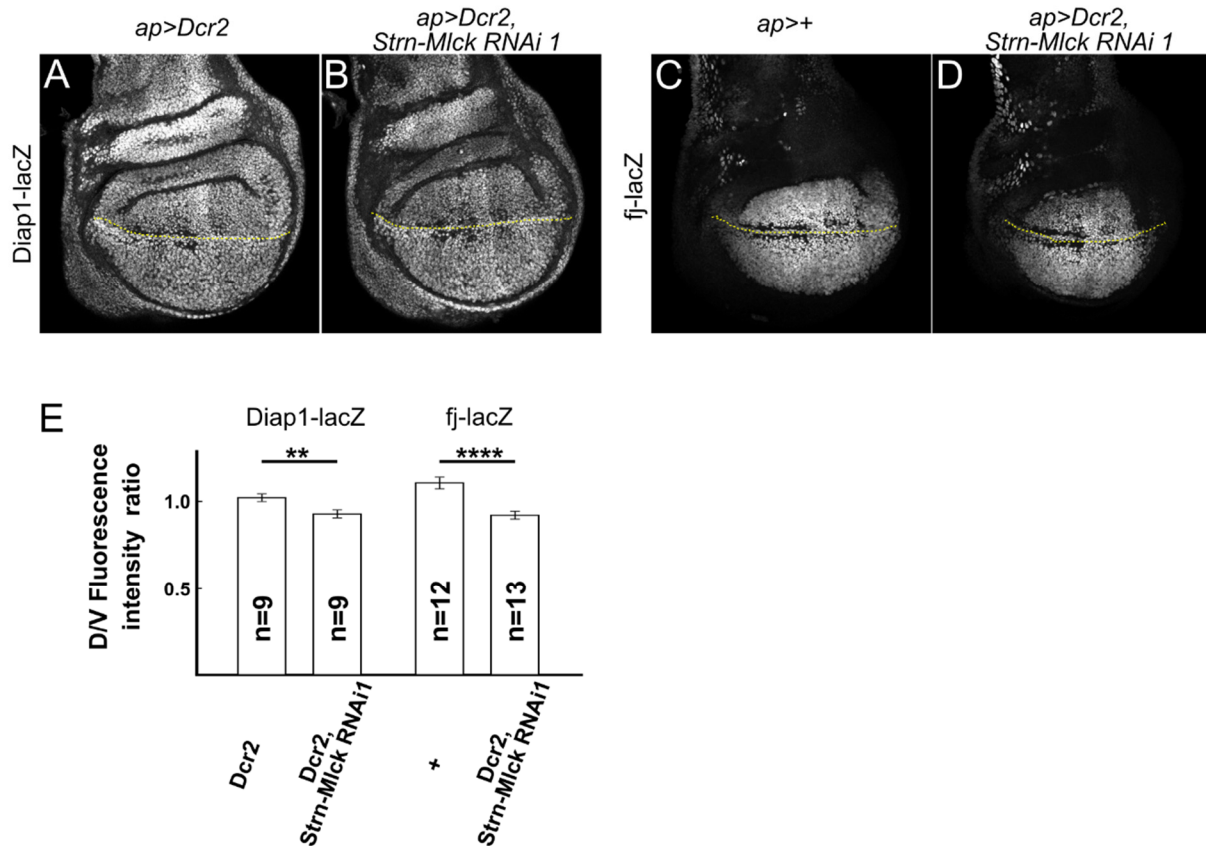 ap>Dcr2
ap>Dcr2,
Strn-Mlck RNAi 1
ap>+
ap>Dcr2,
Strn-Mlck RNAi 1
A
B
C
D
Diap1-lacZ
fj-lacZ
E
Diap1-lacZ
fj-lacZ
**
****
D/V Fluorescence
intensity ratio
1.0
0.5
n=9
n=9
n=12
n=13
Dcr2
Dcr2,
Strn-Mlck RNAi1
+
Dcr2,
Strn-Mlck RNAi1